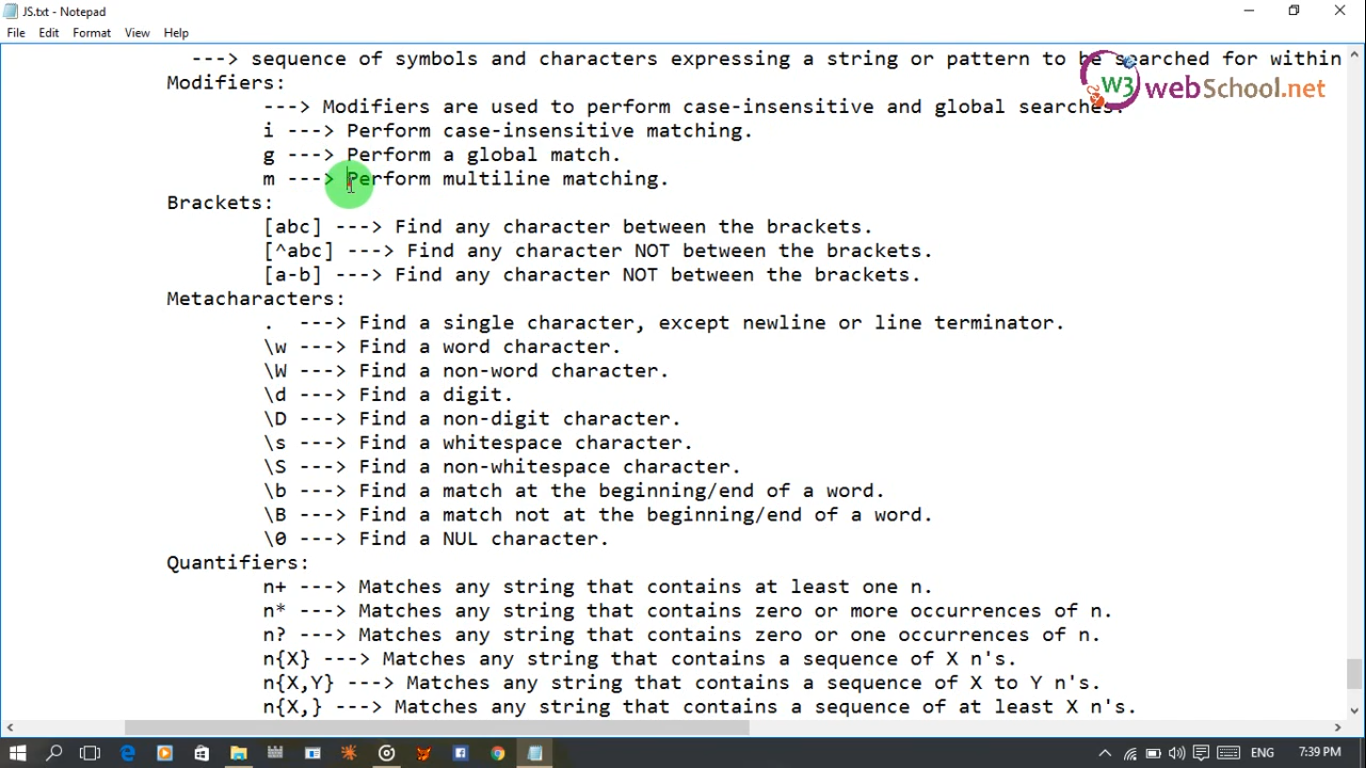 JS.txt - Notepad
File Edit Format View Help
---> sequence of symbols and characters expressing a string or pattern to be searched for within
Modifiers:
---> Modifiers are used to perform case-insensitive and global searches.
i ---> Perform case-insensitive matching.
g ---> Perform a global match.
m ---> Perform multiline matching.
Brackets:
[abc] ---> Find any character between the brackets.
[^abc] ---> Find any character NOT between the brackets.
[a-b] ---> Find any character NOT between the brackets.
Metacharacters:
. ---> Find a single character, except newline or line terminator.
\w ---> Find a word character.
\W ---> Find a non-word character.
\d ---> Find a digit.
\D ---> Find a non-digit character.
\s ---> Find a whitespace character.
\S ---> Find a non-whitespace character.
\b ---> Find a match at the beginning/end of a word.
\B ---> Find a match not at the beginning/end of a word.
\0 ---> Find a NUL character.
Quantifiers:
n+ ---> Matches any string that contains at least one n.
n* ---> Matches any string that contains zero or more occurrences of n.
n? ---> Matches any string that contains zero or one occurrences of n.
n{X} ---> Matches any string that contains a sequence of X n's.
n{X,Y} ---> Matches any string that contains a sequence of X to Y n's.
n{X,} ---> Matches any string that contains a sequence of at least X n's.
W3 webSchool.net
ENG 7:39 PM